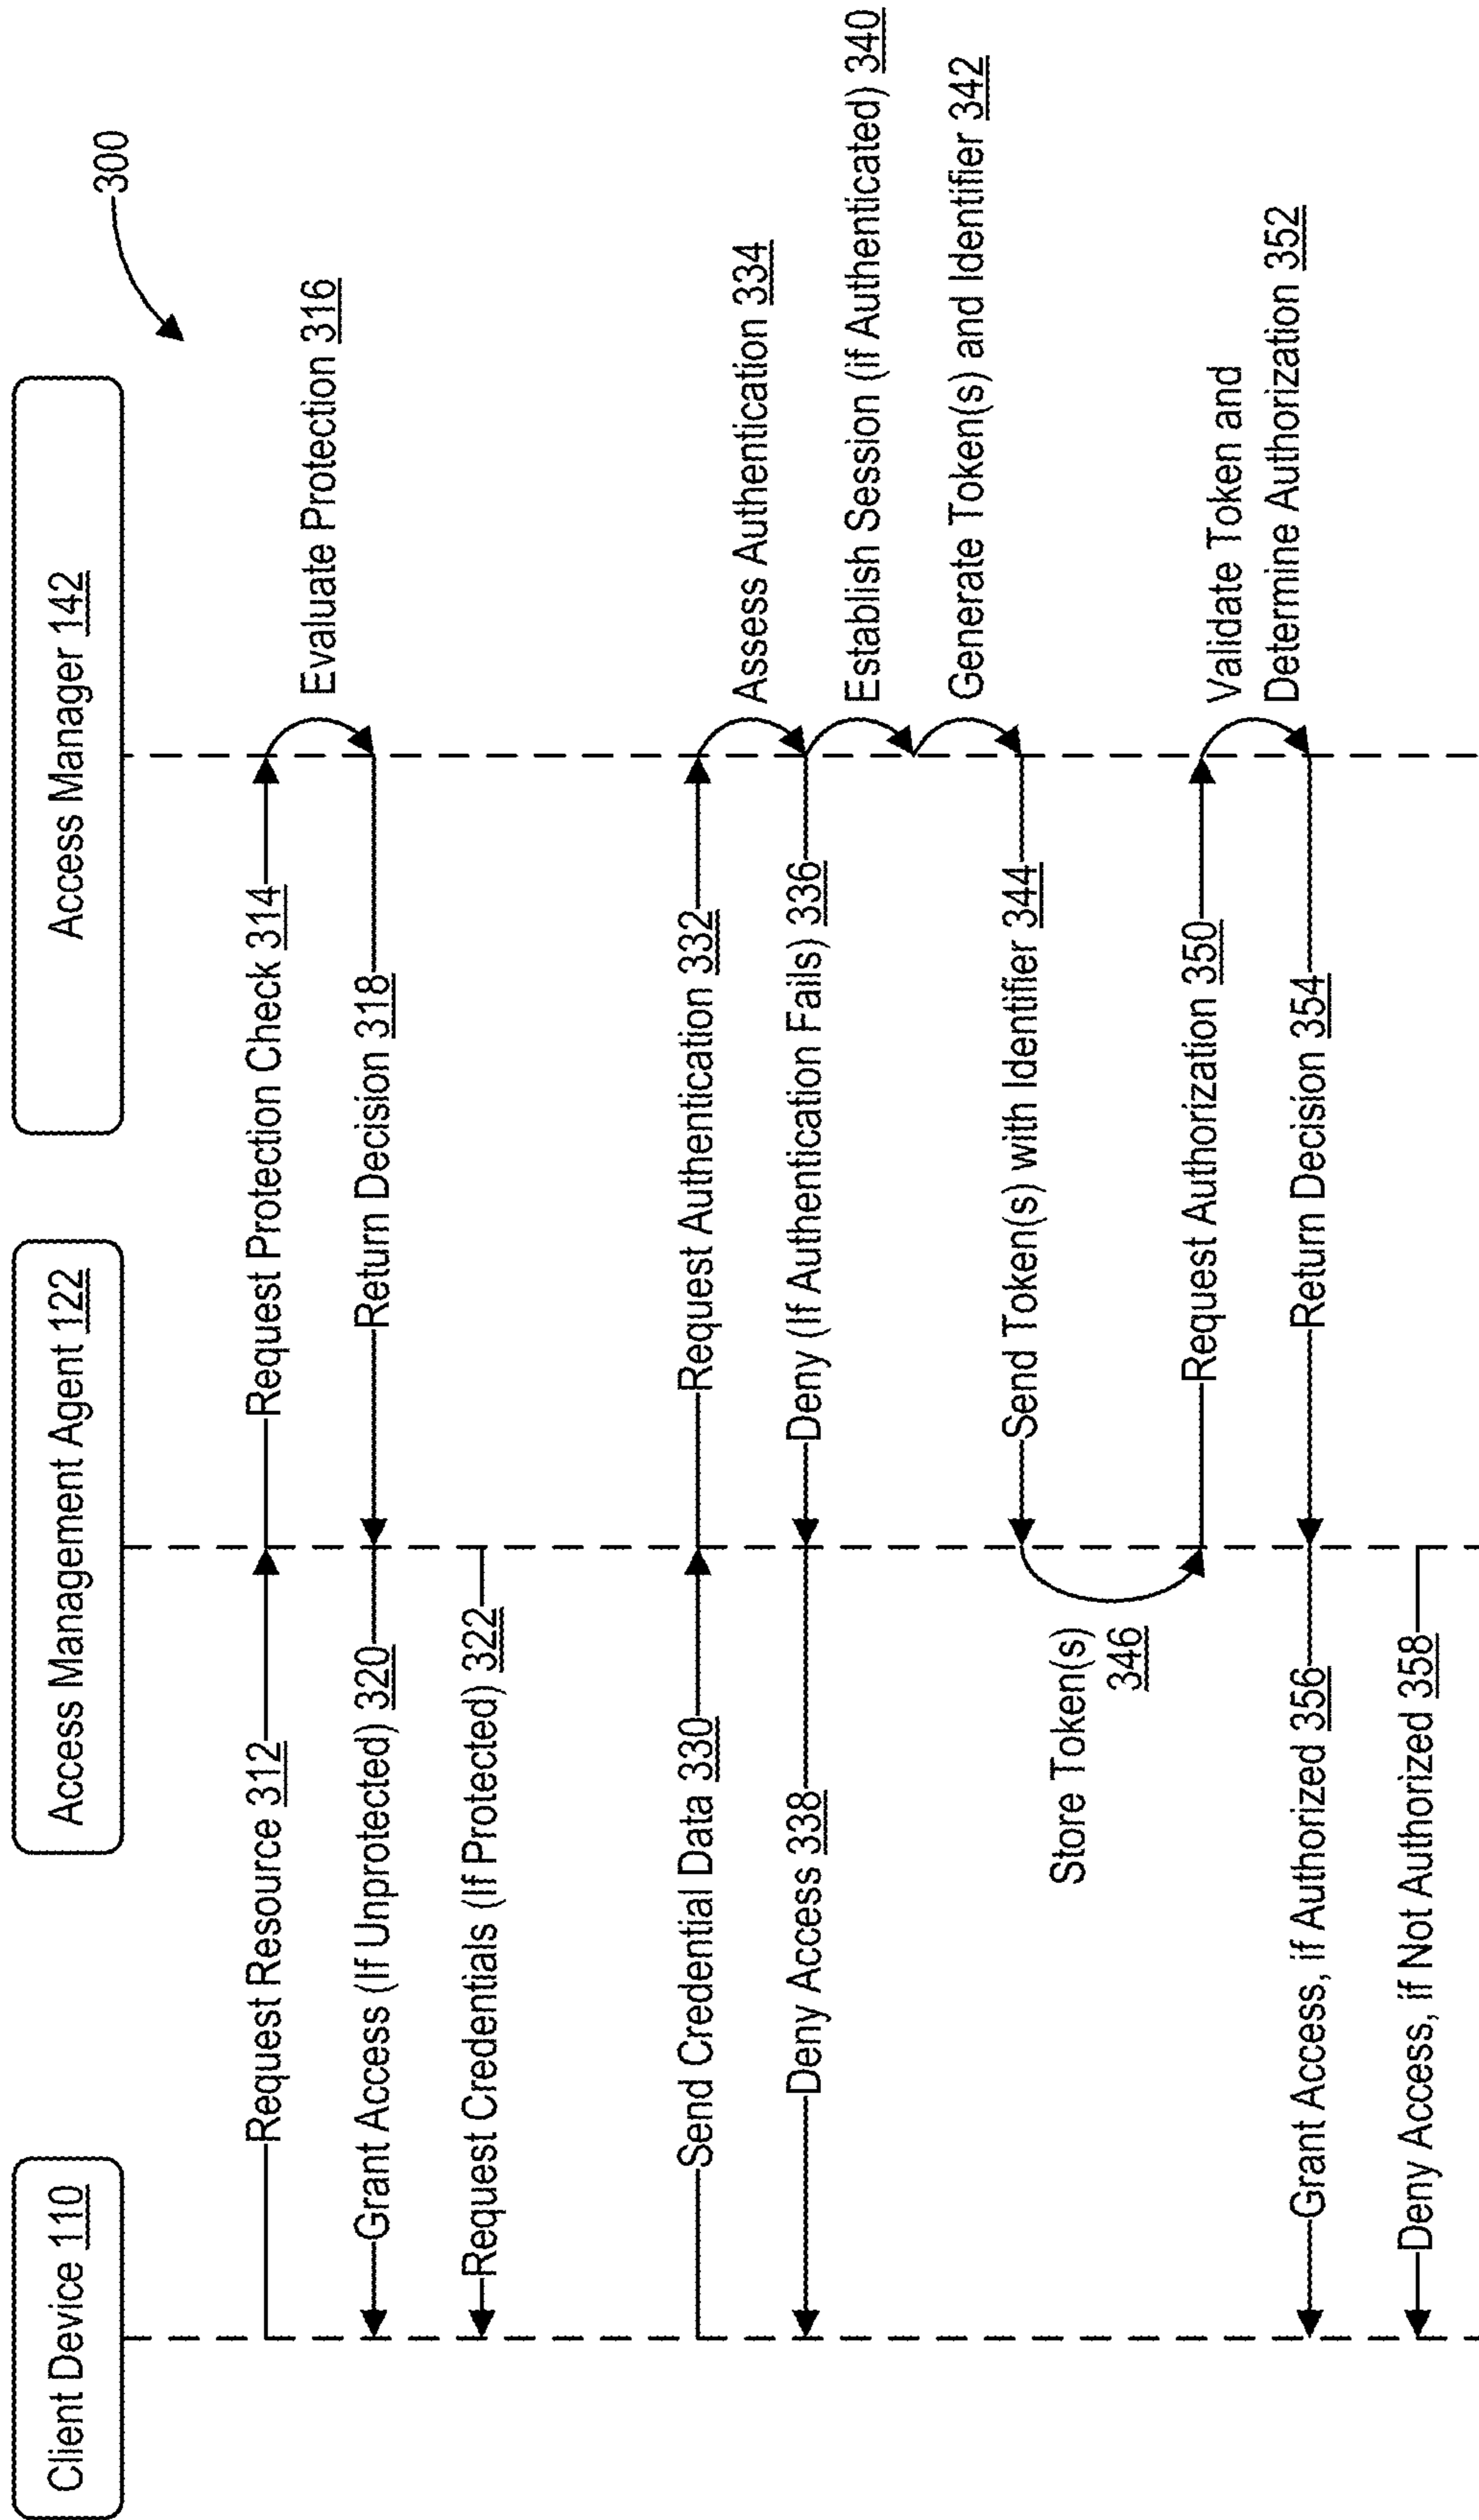 300
Client Device 110
Access Management Agent 122
Access Manager 142
Request Resource 312
Request Protection Check 314
Evaluate Protection 316
Grant Access (If Unprotected) 320
Return Decision 318
Request Credentials (If Protected) 322
Send Credential Data 330
Request Authentication 332
Assess Authentication 334
Deny Access 338
Deny (If Authentication Fails) 336
Establish Session (if Authenticated) 340
Generate Token(s) and Identifier 342
Send Token(s) with Identifier 344
Store Token(s)
346
Request Authorization 350
Validate Token and
Determine Authorization 352
Grant Access, if Authorized 356
Return Decision 354
Deny Access, if Not Authorized 358